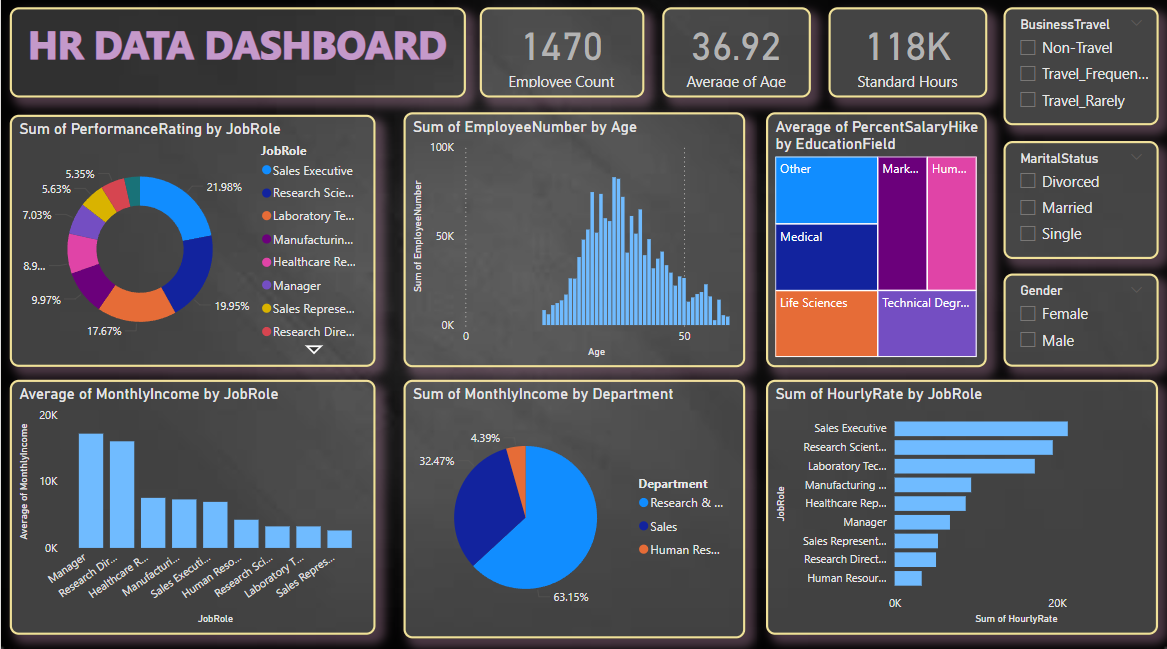 HR DATA DASHBOARD
1470
Employee Count
36.92
Average of Age
118K
Standard Hours
BusinessTravel
Non-Travel
Travel_Frequen...
Travel_Rarely
MaritalStatus
Divorced
Married
Single
Gender
Female
Male
Sum of PerformanceRating by JobRole
5.35%
5.63%
7.03%
8.9...
9.97%
17.67%
19.95%
21.98%
JobRole
Sales Executive
Research Scie...
Laboratory Te...
Manufacturin...
Healthcare Re...
Manager
Sales Represe...
Research Dire...
Sum of EmployeeNumber by Age
Sum of EmployeeNumber
100K
50K
0K
0
50
Age
Average of PercentSalaryHike
by EducationField
Other
Mark...
Hum...
Medical
Life Sciences
Technical Degr...
Average of MonthlyIncome by JobRole
Average of MonthlyIncome
20K
10K
0K
Manager
Research Dir...
Healthcare R...
Manufacturi...
Sales Executi...
Human Reso...
Research Sci...
Laboratory T...
Sales Repres...
JobRole
Sum of MonthlyIncome by Department
4.39%
32.47%
63.15%
Department
Research & ...
Sales
Human Res...
Sum of HourlyRate by JobRole
JobRole
Sales Executive
Research Scient...
Laboratory Tec...
Manufacturing ...
Healthcare Rep...
Manager
Sales Represent...
Research Direct...
Human Resour...
0K
20K
Sum of HourlyRate